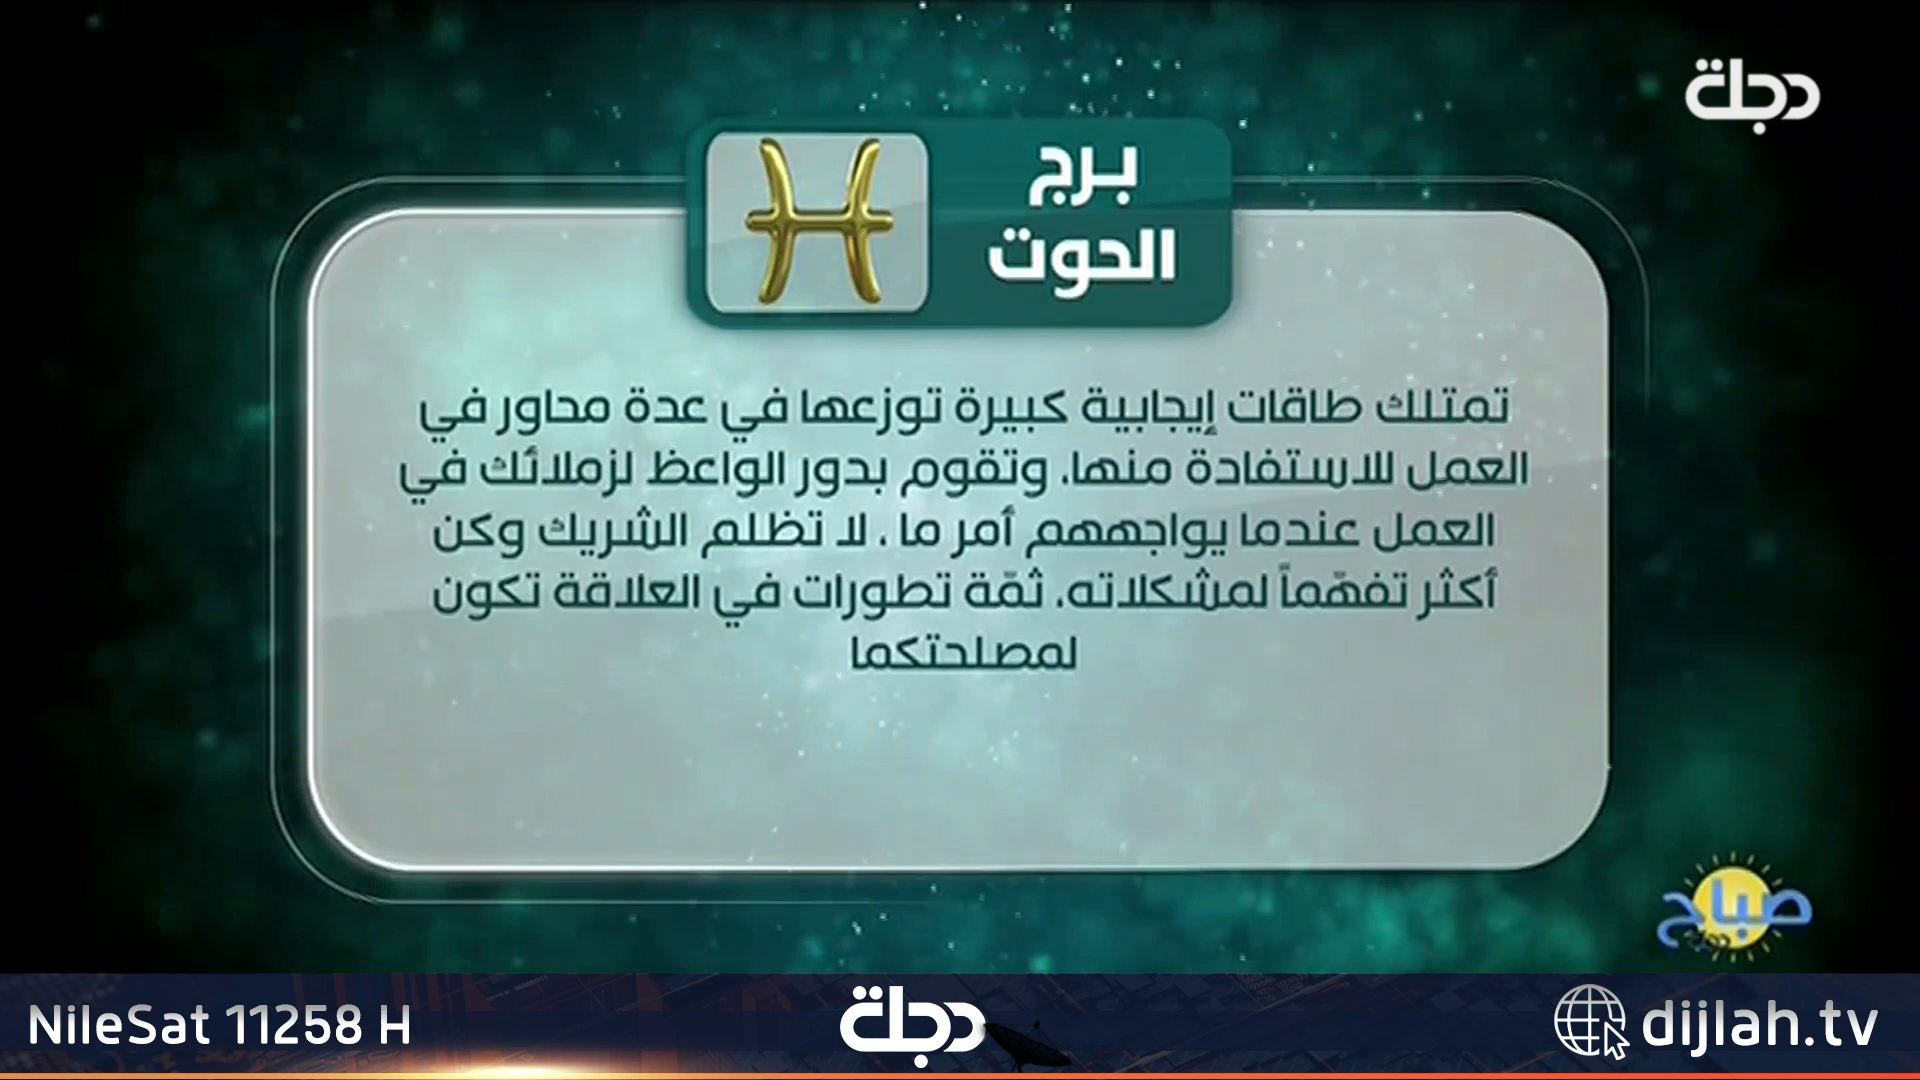 دجلة
برج
الحوت
تمتلك طاقات إيجابية كبيرة توزعها في عدة محاور في
العمل للاستفادة منها، وتقوم بدور الواعظ لزملائك في
العمل عندما يواجههم أمر ما ، لا تظلم الشريك وكن
أكثر تفهّماً لمشكلاته، ثمّة تطورات في العلاقة تكون
لمصلحتكما
صباح
NileSat 11258 H
دجلة
dijlah.tv